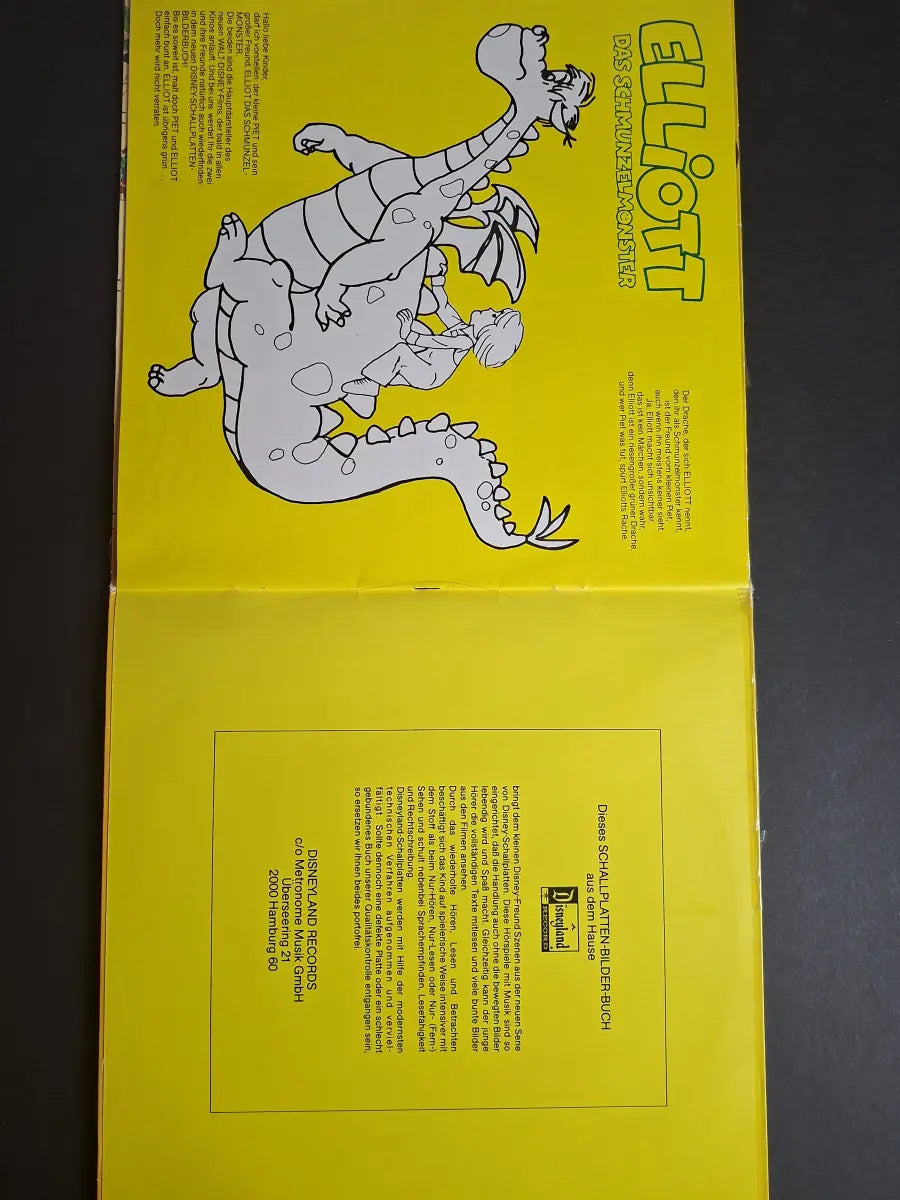 ELLIOTT
DAS SCHMUNZELMONSTER
Der Drache, der sich ELLIOTT nennt,
den ihr als Schmunzelmonster kennt,
ist der Freund vom kleinen Piet,
auch wenn ihn meistens keiner sieht.
Ja, Elliott macht sich unsichtbar,
das ist kein Märchen, sondern wahr,
denn Elliott ist ein riesengroßer grüner Drache,
und wer Piet was tut, spürt Elliotts Rache.
Hallo liebe Kinder,
darf ich vorstellen: der kleine PIET und sein
großer Freund, ELLIOTT DAS SCHMUNZEL-
MONSTER.
Die beiden sind die Hauptdarsteller des
neuen WALT-DISNEY-Films, der bald in allen
Kinos anläuft. Und bei uns werdet Ihr die zwei
und ihre Freunde natürlich auch wiederfinden:
in dem neuen DISNEY-SCHALLPLATTEN-
BILDERBUCH!
Bis es soweit ist, malt doch PIET und ELLIOTT
einfach bunt an. ELLIOTT ist übrigens grün . . .
Doch mehr wird nicht verraten.
Dieses SCHALLPLATTEN-BILDER-BUCH
aus dem Hause
Disneyland
RECORDS
bringt dem kleinen Disney-Freund Szenen aus der neuen Serie
von Disney-Schallplatten. Diese Hörspiele mit Musik sind so
eingerichtet, daß die Handlung auch ohne die bewegten Bilder
lebendig wird und Spaß macht. Gleichzeitig kann der junge
Hörer die vollständigen Texte mitlesen und viele bunte Bilder
aus den Filmen ansehen.
Durch das wiederholte Hören, Lesen und Betrachten
beschäftigt sich das Kind auf spielerische Weise intensiver mit
dem Stoff als beim Nur-Hören, Nur-Lesen oder Nur- (Fern-)
Sehen und schult nebenbei Sprachempfinden, Lesefähigkeit
und Rechtschreibung.
Disneyland-Schallplatten werden mit Hilfe der modernsten
technischen Verfahren aufgenommen und verviel-
fältigt. Sollte dennoch eine defekte Platte oder ein schlecht
gebundenes Buch unserer Qualitätskontrolle entgangen sein,
so ersetzen wir Ihnen beides portofrei.
DISNEYLAND RECORDS
c/o Metronome Musik GmbH
Überseering 21
2000 Hamburg 60